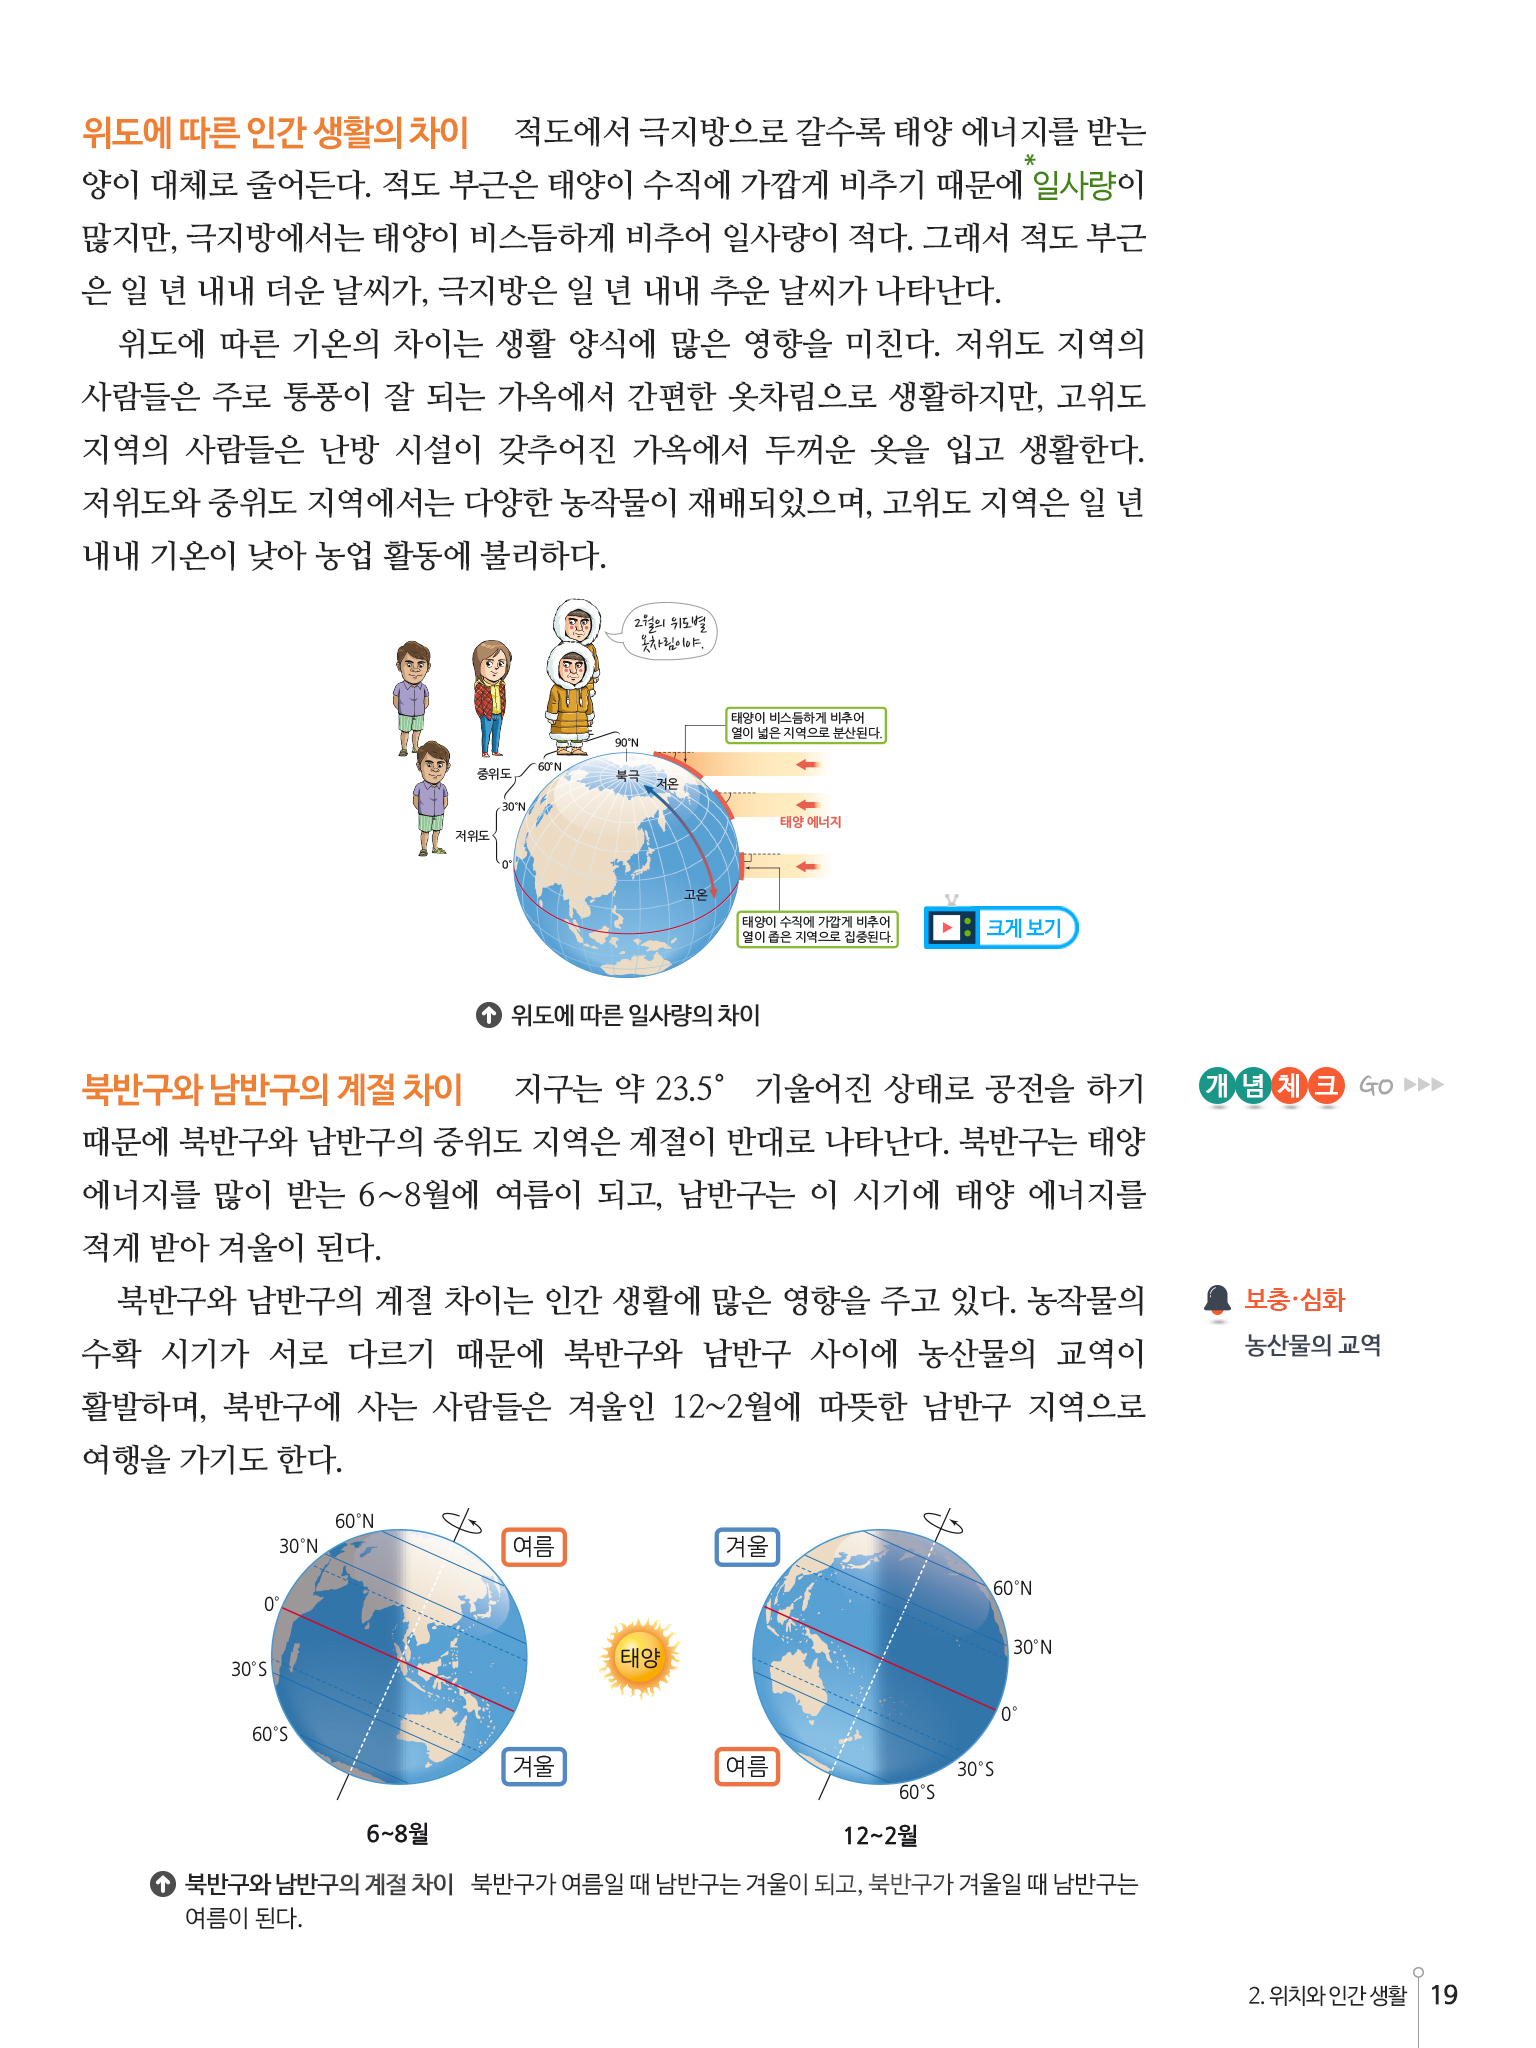 위도에 따른 인간 생활의 차이 적도에서 극지방으로 갈수록 태양 에너지를 받는
양이 대체로 줄어든다. 적도 부근은 태양이 수직에 가깝게 비추기 때문에 *일사량이
많지만, 극지방에서는 태양이 비스듬하게 비추어 일사량이 적다. 그래서 적도 부근
은 일 년 내내 더운 날씨가, 극지방은 일 년 내내 추운 날씨가 나타난다.
위도에 따른 기온의 차이는 생활 양식에 많은 영향을 미친다. 저위도 지역의
사람들은 주로 통풍이 잘 되는 가옥에서 간편한 옷차림으로 생활하지만, 고위도
지역의 사람들은 난방 시설이 갖추어진 가옥에서 두꺼운 옷을 입고 생활한다.
저위도와 중위도 지역에서는 다양한 농작물이 재배되있으며, 고위도 지역은 일 년
내내 기온이 낮아 농업 활동에 불리하다.
2월의 위도별
옷차림이야.
태양이 비스듬하게 비추어
열이 넓은 지역으로 분산된다.
90°N
60°N
중위도
북극
저온
30°N
태양 에너지
저위도
0°
고온
태양이 수직에 가깝게 비추어
열이 좁은 지역으로 집중된다.
크게 보기
위도에 따른 일사량의 차이
북반구와 남반구의 계절 차이 지구는 약 23.5° 기울어진 상태로 공전을 하기
때문에 북반구와 남반구의 중위도 지역은 계절이 반대로 나타난다. 북반구는 태양
에너지를 많이 받는 6~8월에 여름이 되고, 남반구는 이 시기에 태양 에너지를
적게 받아 겨울이 된다.
개념체크 Go
북반구와 남반구의 계절 차이는 인간 생활에 많은 영향을 주고 있다. 농작물의
수확 시기가 서로 다르기 때문에 북반구와 남반구 사이에 농산물의 교역이
활발하며, 북반구에 사는 사람들은 겨울인 12~2월에 따뜻한 남반구 지역으로
여행을 가기도 한다.
보충·심화
농산물의 교역
60°N
30°N
0°
30°S
60°S
여름
겨울
6~8월
태양
겨울
여름
60°N
30°N
0°
30°S
60°S
12~2월
북반구와 남반구의 계절 차이 북반구가 여름일 때 남반구는 겨울이 되고, 북반구가 겨울일 때 남반구는
여름이 된다.
2. 위치와 인간 생활 19